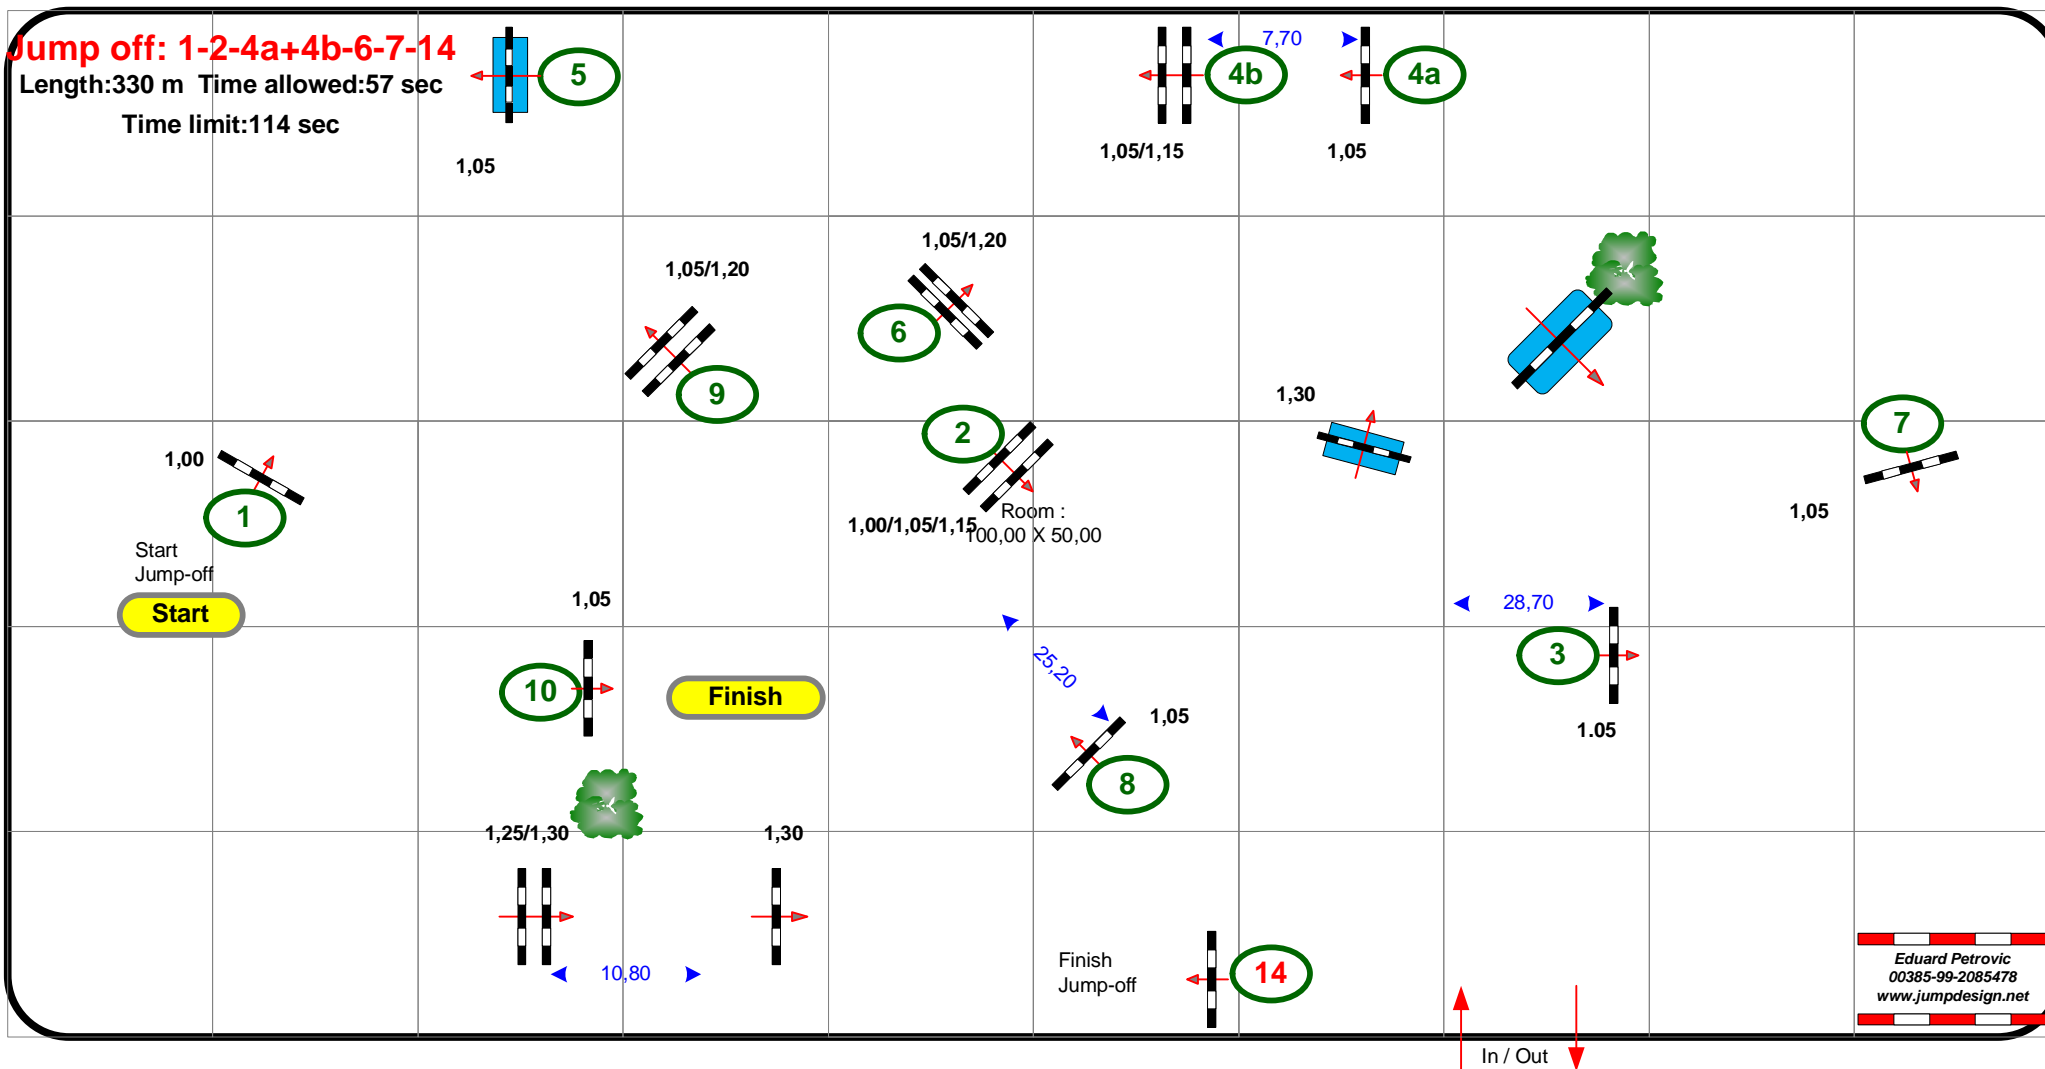 Jump off: 1-2-4a+4b-6-7-14
Length:330 m  Time allowed:57 sec
Time limit:114 sec
5
1,05
7,70
4b
4a
1,05/1,15
1,05
1,05/1,20
1,05/1,20
6
9
1,30
7
2
1,00
1
1,05
1,00/1,05/1,15
Room :
100,00 X 50,00
Start
Jump-off
Start
1,05
28,70
3
25,20
10
Finish
1,05
1.05
8
1,25/1,30
1,30
10,80
Finish
Jump-off
14
Eduard Petrovic
00385-99-2085478
www.jumpdesign.net
In / Out